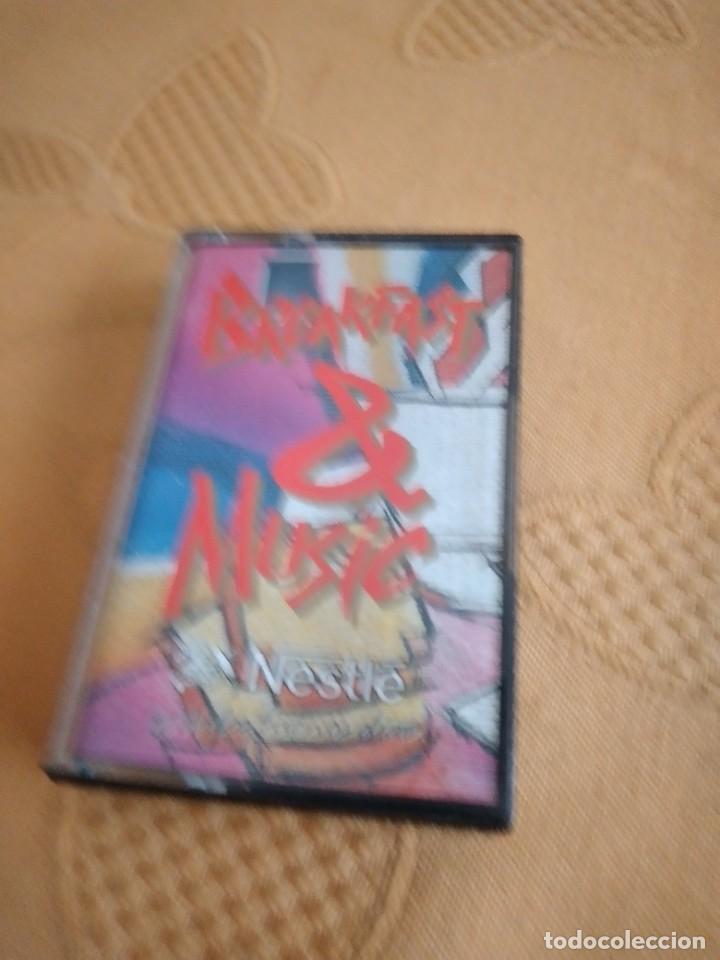 BREAKFAST
&
MUSIC
Nestlé
todocoleccion